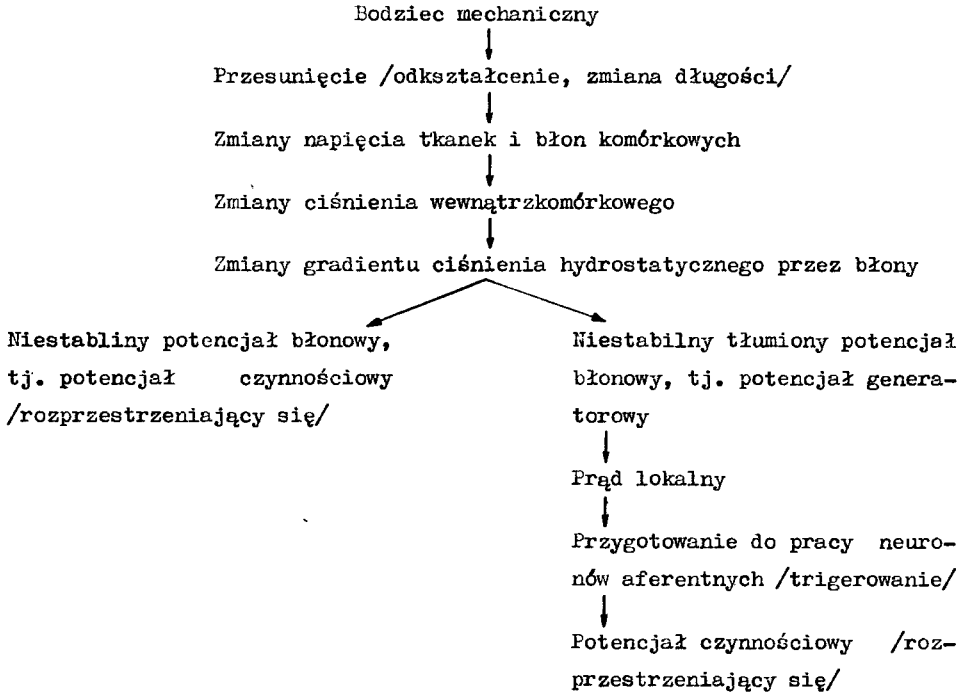 Bodziec mechaniczny
Przesunięcie /odkształcenie, zmiana długości/
Zmiany napięcia tkanek i błon komórkowych
Zmiany ciśnienia wewnątrzkomórkowego
Zmiany gradientu ciśnienia hydrostatycznego przez błony
Niestabliny potencjał błonowy,
tj. potencjał czynnościowy
/rozprzestrzeniający się/
Niestabilny tłumiony potencjał
błonowy, tj. potencjał genera-
torowy
Prąd lokalny
Przygotowanie do pracy neuro-
nów aferentnych /trigerowanie/
Potencjał czynnościowy /roz-
przestreniający się/